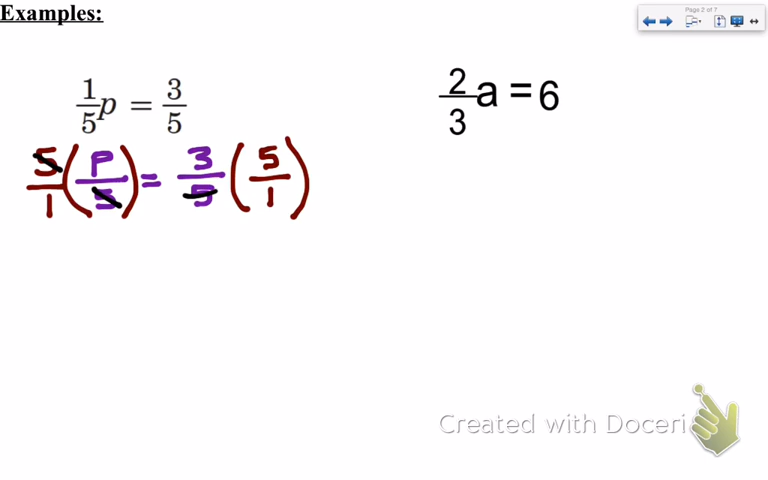 Examples:
Page 2 of 7
1/5 p = 3/5
2/3 a = 6
5/1 (P/5) = 3/5 (5/1)
Created with Doceri